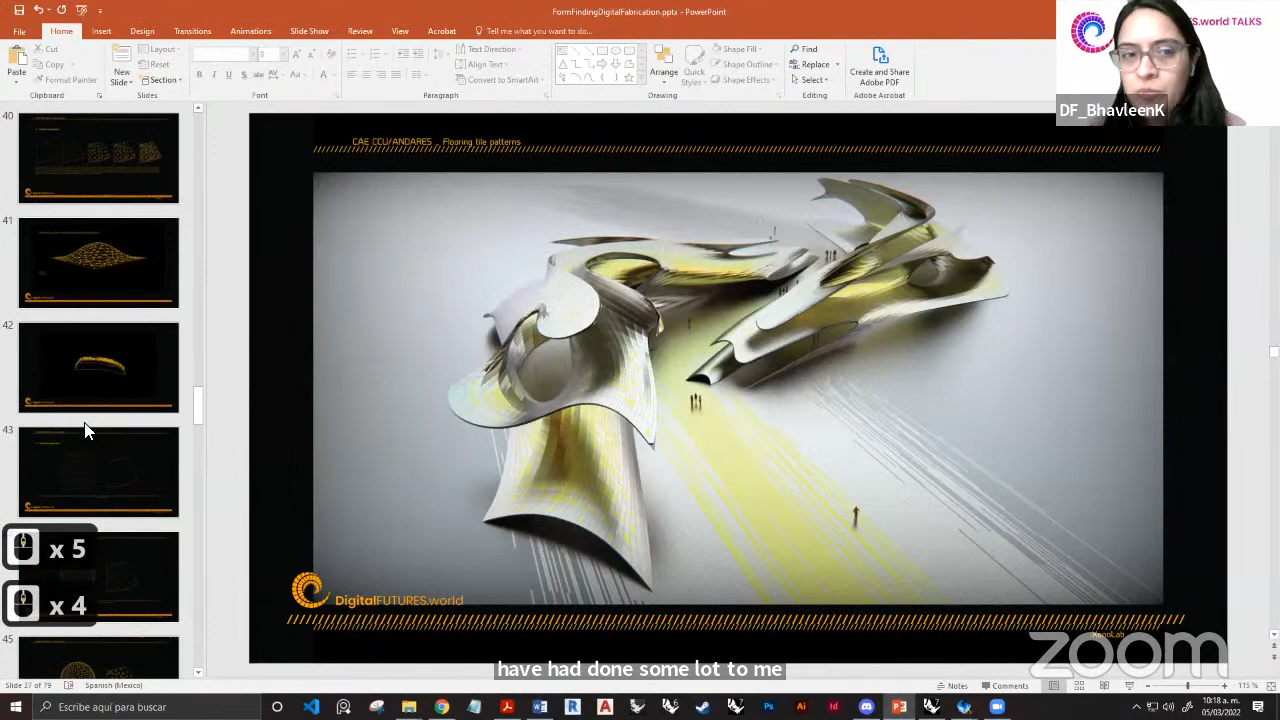 FormFindingDigitalFabrication.pptx - PowerPoint
File Home Insert Design Transitions Animations Slide Show Review View Acrobat Tell me what you want to do...
S.world TALKS
DF_BhavleenK
Paste
Cut
Copy
Format Painter
Clipboard
New Slide
Layout
Reset
Section
Slides
8
Font
Text Direction
Align Text
Convert to SmartArt
Paragraph
Arrange
Quick Styles
Shape Fill
Shape Outline
Shape Effects
Drawing
Find
Replace
Select
Editing
Create and Share Adobe PDF
Adobe Acrobat
40
41
42
43
45
x 5
x 4
CAE CCU/ANDARES _ Flooring tile patterns
DigitalFUTURES.world
XenoLab
zoom
have had done some lot to me
Slide 37 of 79 Spanish (Mexico) Notes Comments 115 %
Escribe aquí para buscar
10:18 a. m.
05/03/2022